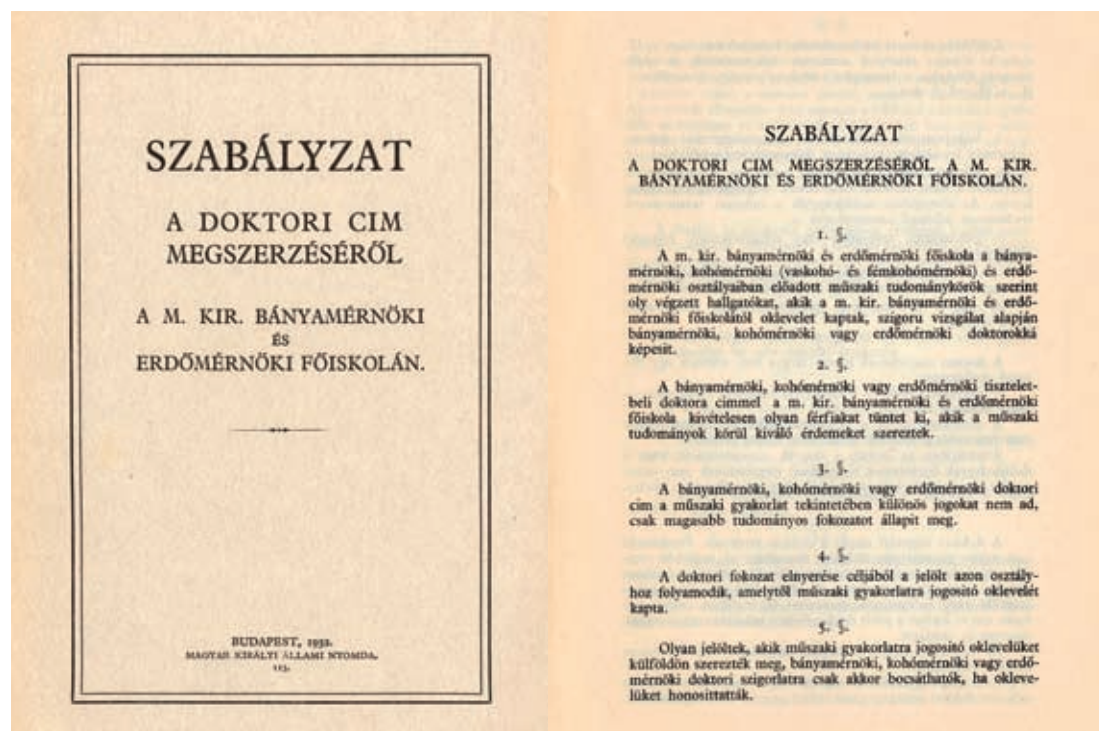 SZABÁLYZAT
A DOKTORI CIM
MEGSZERZÉSÉRŐL
A M. KIR. BÁNYAMÉRNÖKI
ÉS
ERDŐMÉRNÖKI FŐISKOLÁN.
BUDAPEST, 1932.
MAGYAR KIRÁLYI ÁLLAMI NYOMDA.
SZABÁLYZAT
A DOKTORI CIM MEGSZERZÉSÉRŐL A M. KIR.
BÁNYAMÉRNÖKI ÉS ERDŐMÉRNÖKI FŐISKOLÁN.
1. §.
A m. kir. bányamérnöki és erdőmérnöki főiskola a bánya-
mérnöki, kohómérnöki (vaskohó- és fémkohómérnöki) és erdő-
mérnöki osztályaiban előadott műszaki tudománykörök szerint
oly végzett hallgatókat, akik a m. kir. bányamérnöki és erdő-
mérnöki főiskolától oklevelet kaptak, szigoru vizsgálat alapján
bányamérnöki, kohómérnöki vagy erdőmérnöki doktorokká
képesit.
2. §.
A bányamérnöki, kohómérnöki vagy erdőmérnöki tisztelet-
beli doktora cimmel a m. kir. bányamérnöki és erdőmérnöki
főiskola kivételesen olyan férfiakat tüntet ki, akik a műszaki
tudományok körül kiváló érdemeket szereztek.
3. §.
A bányamérnöki, kohómérnöki vagy erdőmérnöki doktori
cim a műszaki gyakorlat tekintetében különös jogokat nem ad,
csak magasabb tudományos fokozatot állapit meg.
4. §.
A doktori fokozat elnyerése céljából a jelölt azon osztály-
hoz folyamodik, amelytől műszaki gyakorlatra jogositó oklevelét
kapta.
5. §.
Olyan jelöltek, akik műszaki gyakorlatra jogositó oklevelüket
külföldön szerezték meg, bányamérnöki, kohómérnöki vagy erdő-
mérnöki doktori szigorlatra csak akkor bocsáthatók, ha okleve-
lüket honosittatták.